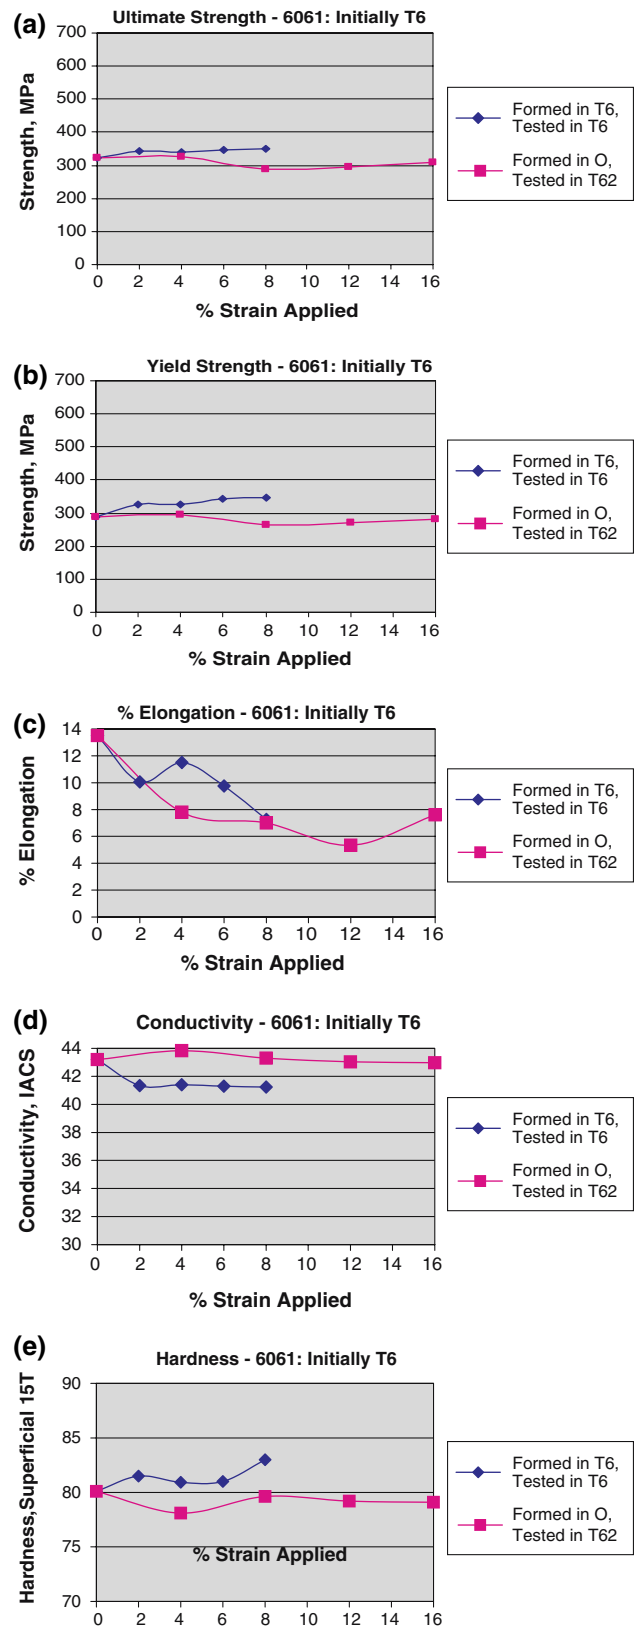 (a)
Ultimate Strength - 6061: Initially T6
700
600
500
400
300
200
100
0
Strength, MPa
0 2 4 6 8 10 12 14 16
% Strain Applied
Formed in T6,
Tested in T6
Formed in O,
Tested in T62
(b)
Yield Strength - 6061: Initially T6
700
600
500
400
300
200
100
0
Strength, MPa
0 2 4 6 8 10 12 14 16
% Strain Applied
Formed in T6,
Tested in T6
Formed in O,
Tested in T62
(c)
% Elongation - 6061: Initially T6
14
12
10
8
6
4
2
0
% Elongation
0 2 4 6 8 10 12 14 16
% Strain Applied
Formed in T6,
Tested in T6
Formed in O,
Tested in T62
(d)
Conductivity - 6061: Initially T6
44
42
40
38
36
34
32
30
Conductivity, IACS
0 2 4 6 8 10 12 14 16
% Strain Applied
Formed in T6,
Tested in T6
Formed in O,
Tested in T62
(e)
Hardness - 6061: Initially T6
90
85
80
75
70
Hardness,Superficial 15T
% Strain Applied
0 2 4 6 8 10 12 14 16
Formed in T6,
Tested in T6
Formed in O,
Tested in T62